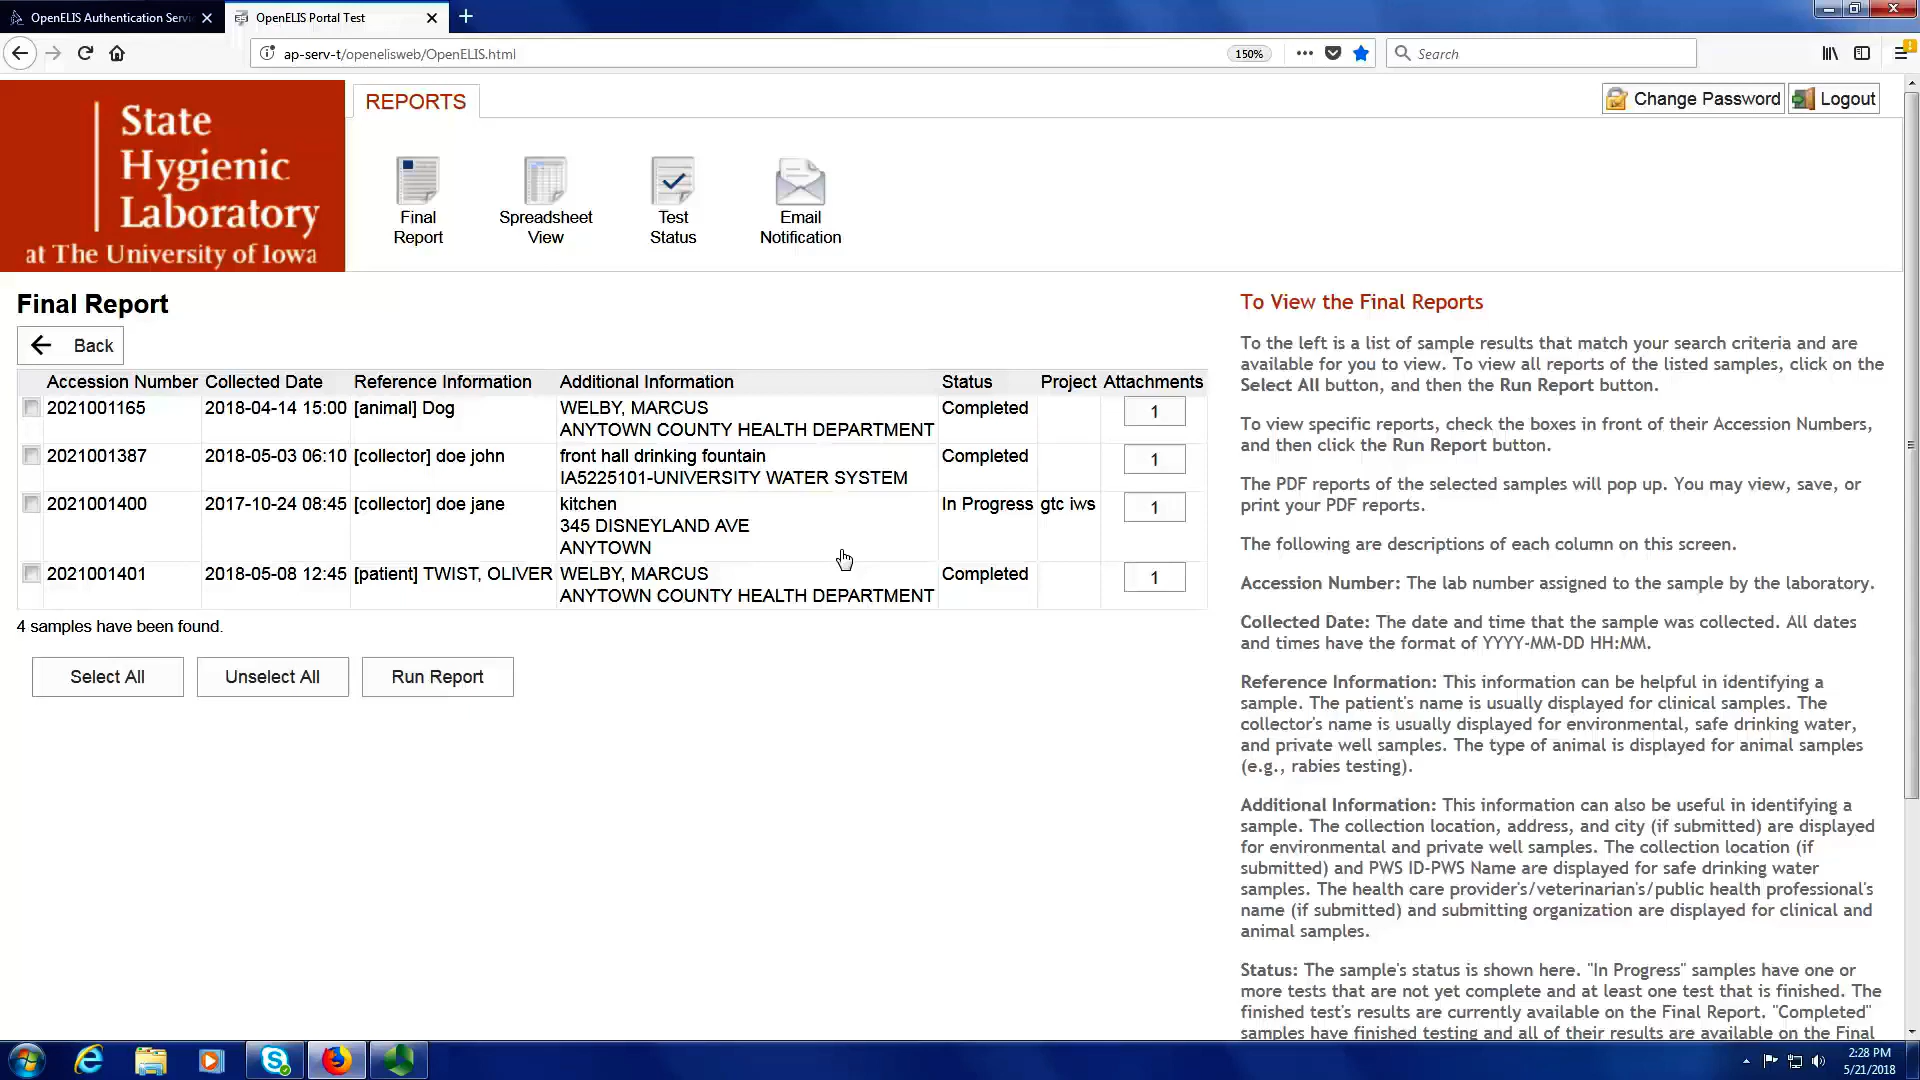 OpenELIS Authentication Servi
OpenELIS Portal Test
ap-serv-t/openelisweb/OpenELIS.html
150%
Search
State
Hygienic
Laboratory
at The University of Iowa
REPORTS
Change Password
Logout
Final
Report
Spreadsheet
View
Test
Status
Email
Notification
Final Report
Back
Accession Number Collected Date Reference Information Additional Information Status Project Attachments
2021001165 2018-04-14 15:00 [animal] Dog WELBY, MARCUS Completed 1
ANYTOWN COUNTY HEALTH DEPARTMENT
2021001387 2018-05-03 06:10 [collector] doe john front hall drinking fountain Completed 1
IA5225101-UNIVERSITY WATER SYSTEM
2021001400 2017-10-24 08:45 [collector] doe jane kitchen In Progress gtc iws 1
345 DISNEYLAND AVE
ANYTOWN
2021001401 2018-05-08 12:45 [patient] TWIST, OLIVER WELBY, MARCUS Completed 1
ANYTOWN COUNTY HEALTH DEPARTMENT
4 samples have been found.
Select All
Unselect All
Run Report
To View the Final Reports
To the left is a list of sample results that match your search criteria and are
available for you to view. To view all reports of the listed samples, click on the
Select All button, and then the Run Report button.
To view specific reports, check the boxes in front of their Accession Numbers,
and then click the Run Report button.
The PDF reports of the selected samples will pop up. You may view, save, or
print your PDF reports.
The following are descriptions of each column on this screen.
Accession Number: The lab number assigned to the sample by the laboratory.
Collected Date: The date and time that the sample was collected. All dates
and times have the format of YYYY-MM-DD HH:MM.
Reference Information: This information can be helpful in identifying a
sample. The patient's name is usually displayed for clinical samples. The
collector's name is usually displayed for environmental, safe drinking water,
and private well samples. The type of animal is displayed for animal samples
(e.g., rabies testing).
Additional Information: This information can also be useful in identifying a
sample. The collection location, address, and city (if submitted) are displayed
for environmental and private well samples. The collection location (if
submitted) and PWS ID-PWS Name are displayed for safe drinking water
samples. The health care provider's/veterinarian's/public health professional's
name (if submitted) and submitting organization are displayed for clinical and
animal samples.
Status: The sample's status is shown here. "In Progress" samples have one or
more tests that are not yet complete and at least one test that is finished. The
finished test's results are currently available on the Final Report. "Completed"
samples have finished testing and all of their results are available on the Final
2:28 PM
5/21/2018